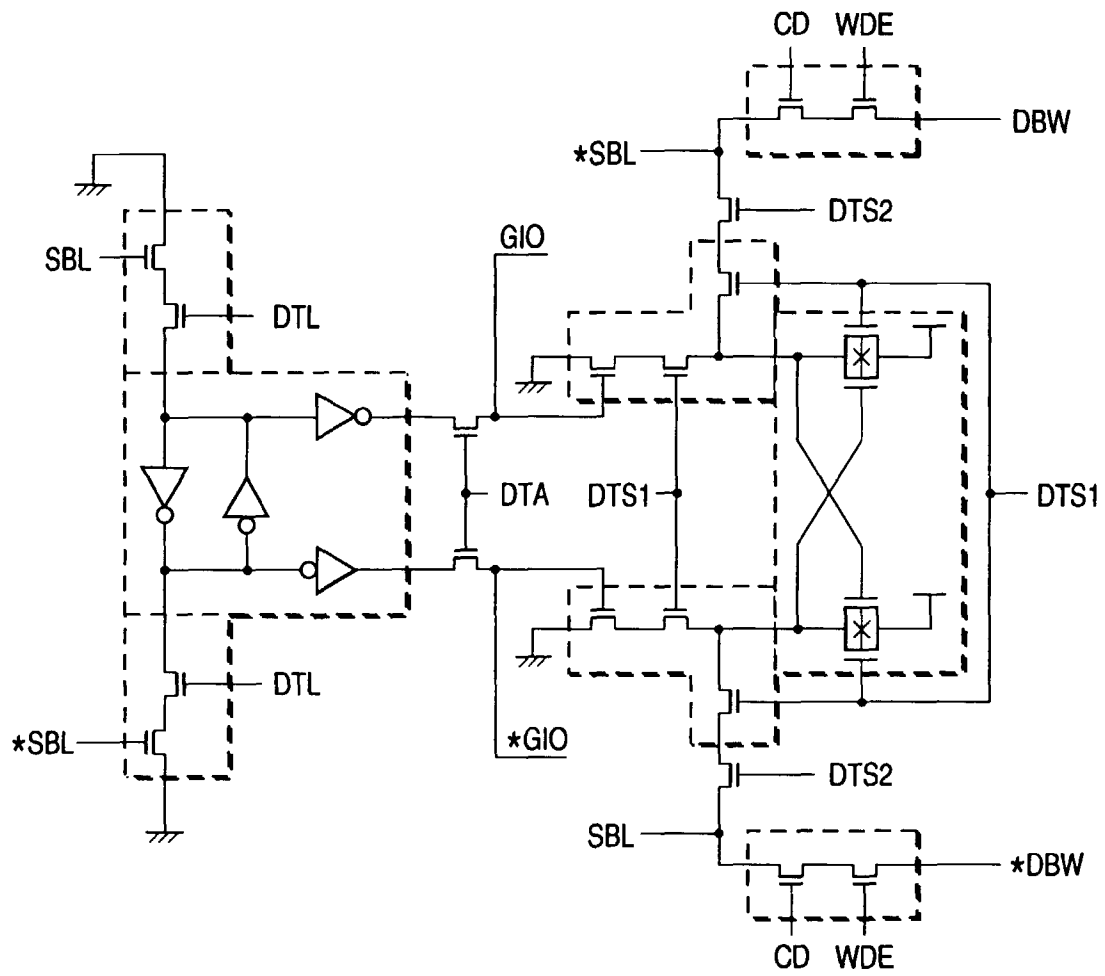 CD WDE
DBW
*SBL
DTS2
SBL
GIO
DTL
DTA
DTS1
DTS1
DTL
*SBL
*GIO
DTS2
SBL
*DBW
CD WDE